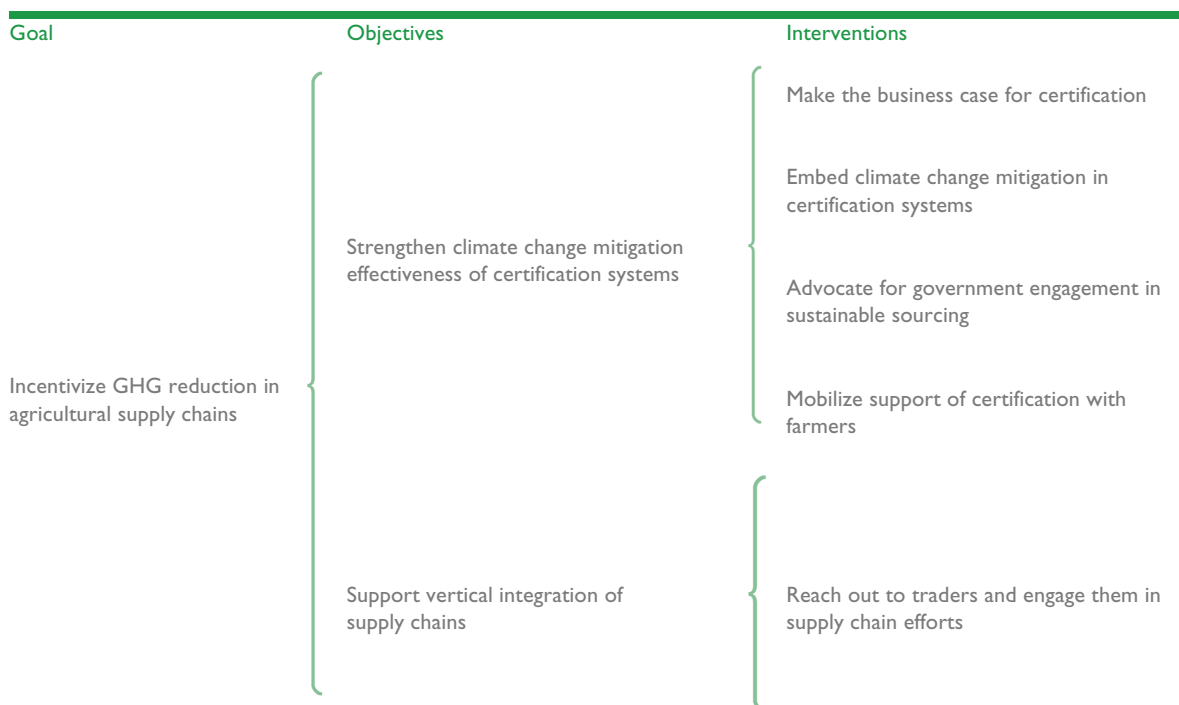 Goal
Objectives
Interventions
Make the business case for certification
Embed climate change mitigation in
certification systems
Strengthen climate change mitigation
effectiveness of certification systems
Advocate for government engagement in
sustainable sourcing
Incentivize GHG reduction in
agricultural supply chains
Mobilize support of certification with
farmers
Support vertical integration of
supply chains
Reach out to traders and engage them in
supply chain efforts